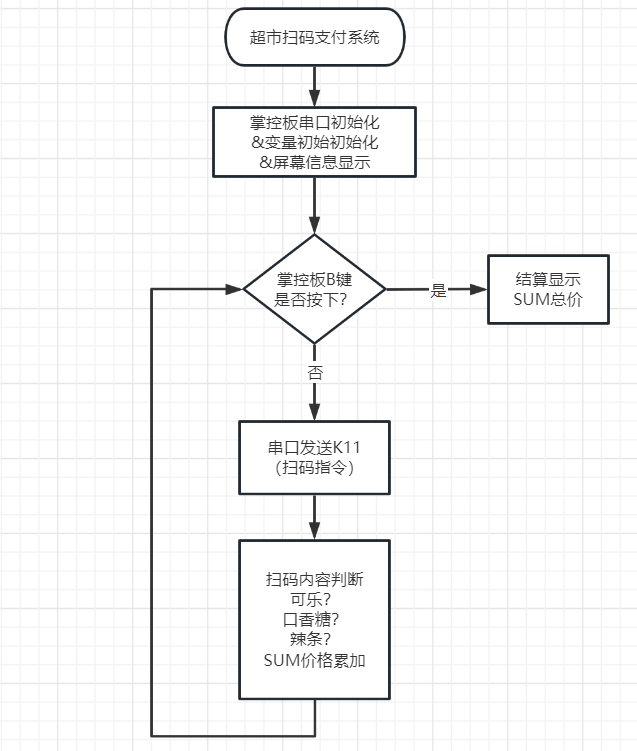 超市扫码支付系统
掌控板串口初始化
&变量初始初始化
&屏幕信息显示
掌控板B键
是否按下?
是
结算显示
SUM总价
否
串口发送K11
（扫码指令）
扫码内容判断
可乐?
口香糖?
辣条?
SUM价格累加